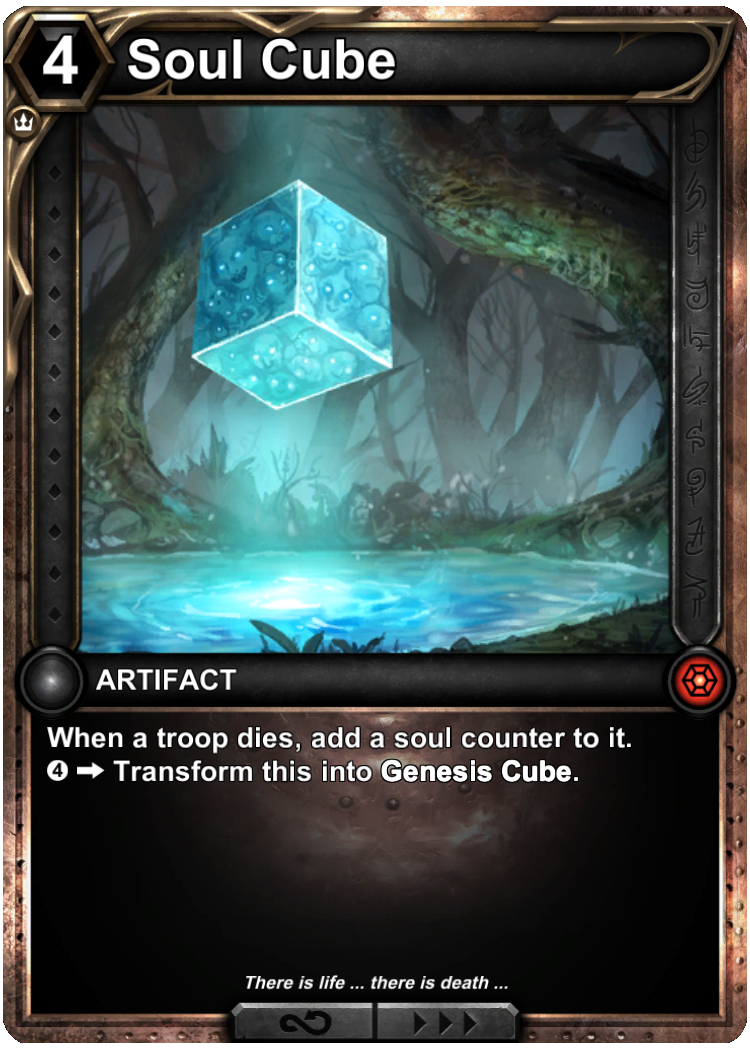 4 Soul Cube
ARTIFACT
When a troop dies, add a soul counter to it.
4 ➡ Transform this into Genesis Cube.
There is life ... there is death ...